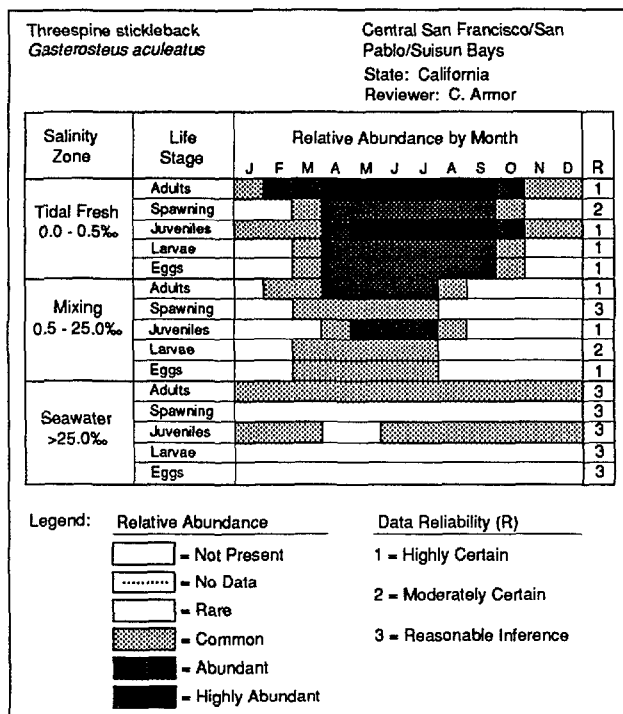 Threespine stickleback
Gasterosteus aculeatus
Central San Francisco/San
Pablo/Suisun Bays
State: California
Reviewer: C. Armor
Salinity Zone Life Stage Relative Abundance by Month
J F M A M J J A S O N D R
Tidal Fresh
0.0 - 0.5‰
Adults 1
Spawning 2
Juveniles 1
Larvae 1
Eggs 1
Mixing
0.5 - 25.0‰
Adults 1
Spawning 3
Juveniles 1
Larvae 2
Eggs 1
Seawater
>25.0‰
Adults 3
Spawning 3
Juveniles 3
Larvae 3
Eggs 3
Legend: Relative Abundance
= Not Present
= No Data
= Rare
= Common
= Abundant
= Highly Abundant
Data Reliability (R)
1 = Highly Certain
2 = Moderately Certain
3 = Reasonable Inference